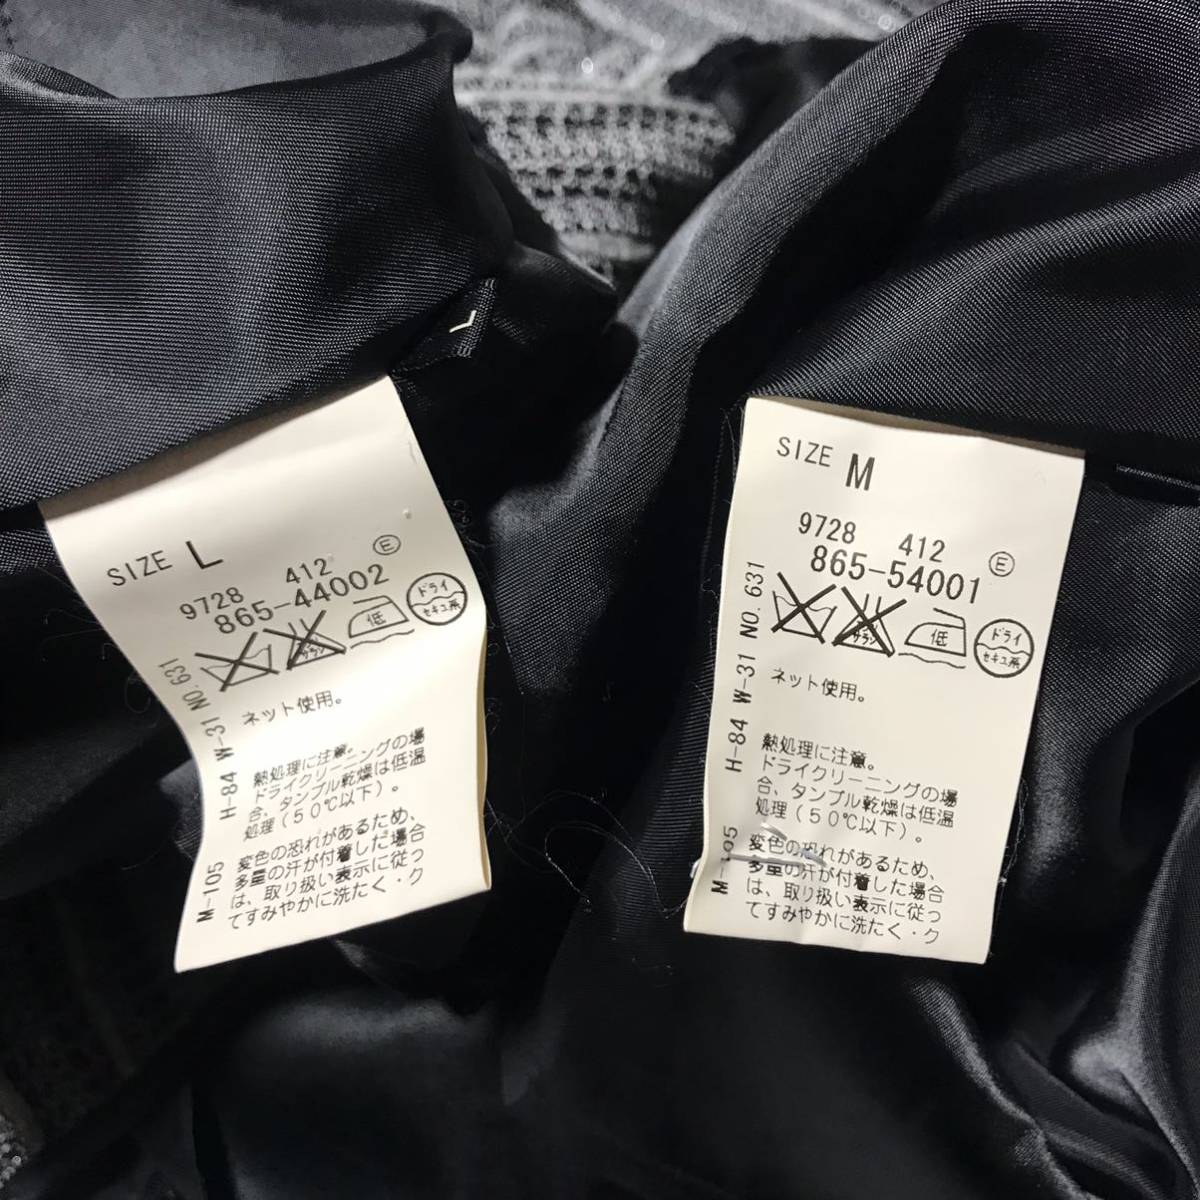 L
SIZE L
9728 412 Ⓔ
865-44002
サラシ
低
ドライ
セキユ系
ネット使用。
熱処理に注意。
ドライクリーニングの場
合、タンブル乾燥は低温
処理(50℃以下)。
変色の恐れがあるため、
多量の汗が付着した場合
は、取り扱い表示に従っ
てすみやかに洗たく・ク
M-105 H-84 W-31 NO.631
SIZE M
9728 412 Ⓔ
865-54001
サラシ
低
ドライ
セキユ系
ネット使用。
熱処理に注意。
ドライクリーニングの場
合、タンブル乾燥は低温
処理(50℃以下)。
変色の恐れがあるため、
多量の汗が付着した場合
は、取り扱い表示に従っ
てすみやかに洗たく・ク
M-105 H-84 W-31 NO.631